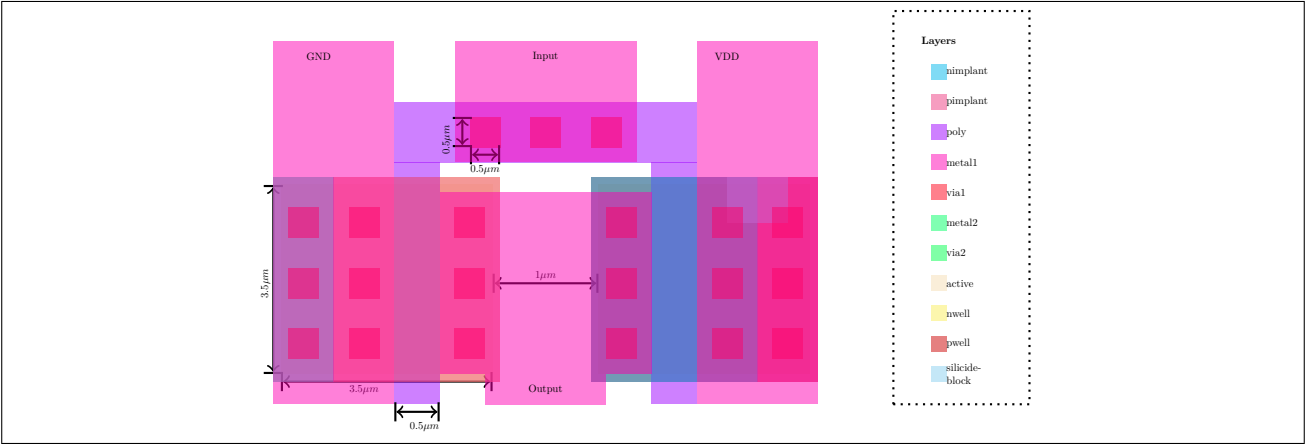 GND
Input
VDD
0.5μm
0.5μm
3.5μm
1μm
3.5μm
Output
0.5μm
Layers
nimplant
pimplant
poly
metal1
via1
metal2
via2
active
nwell
pwell
silicide-
block